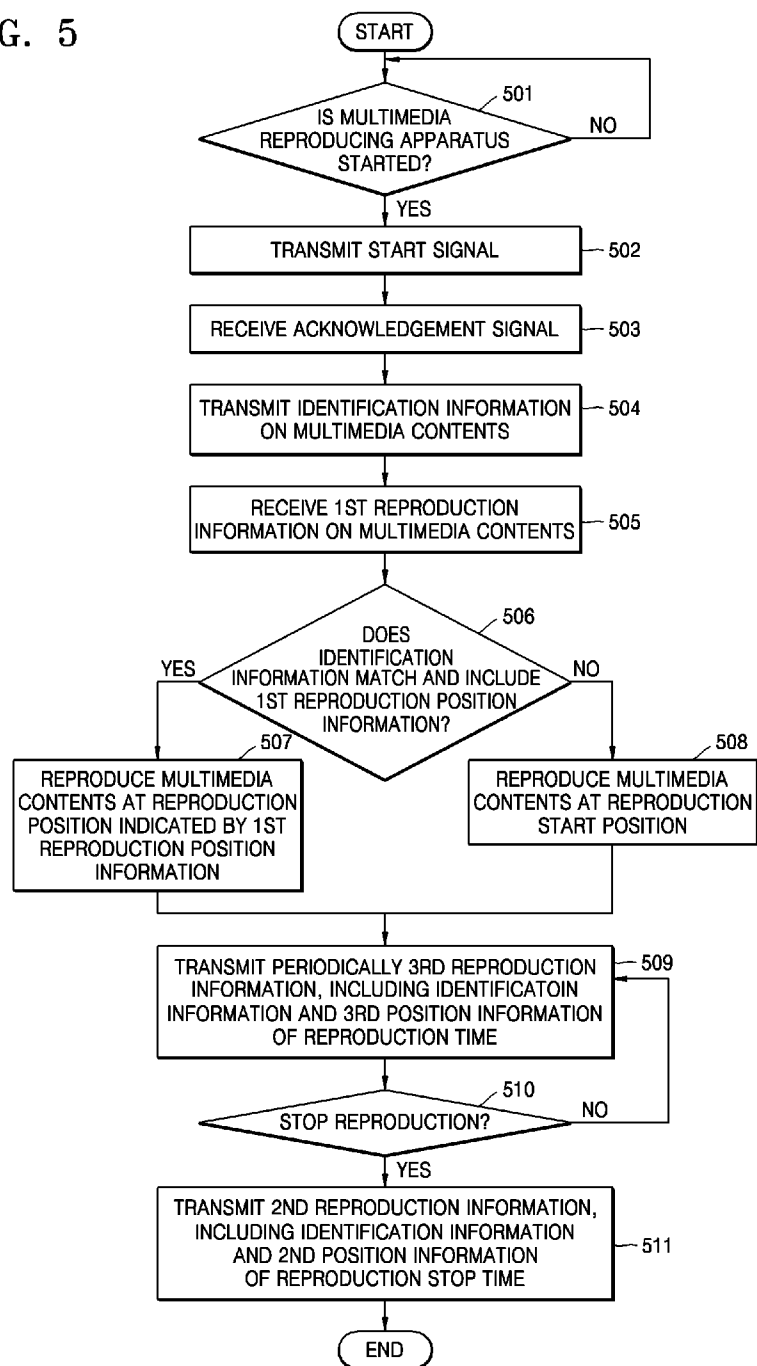 G. 5
START
501
IS MULTIMEDIA
REPRODUCING APPARATUS
STARTED?
NO
YES
TRANSMIT START SIGNAL
502
RECEIVE ACKNOWLEDGEMENT SIGNAL
503
TRANSMIT IDENTIFICATION INFORMATION
ON MULTIMEDIA CONTENTS
504
RECEIVE 1ST REPRODUCTION
INFORMATION ON MULTIMEDIA CONTENTS
505
506
DOES
IDENTIFICATION
INFORMATION MATCH AND INCLUDE
1ST REPRODUCTION POSITION
INFORMATION?
YES
NO
507
REPRODUCE MULTIMEDIA
CONTENTS AT REPRODUCTION
POSITION INDICATED BY 1ST
REPRODUCTION POSITION
INFORMATION
508
REPRODUCE MULTIMEDIA
CONTENTS AT REPRODUCTION
START POSITION
TRANSMIT PERIODICALLY 3RD REPRODUCTION
INFORMATION, INCLUDING IDENTIFICATOIN
INFORMATION AND 3RD POSITION INFORMATION
OF REPRODUCTION TIME
509
510
STOP REPRODUCTION?
NO
YES
TRANSMIT 2ND REPRODUCTION INFORMATION,
INCLUDING IDENTIFICATION INFORMATION
AND 2ND POSITION INFORMATION
OF REPRODUCTION STOP TIME
511
END